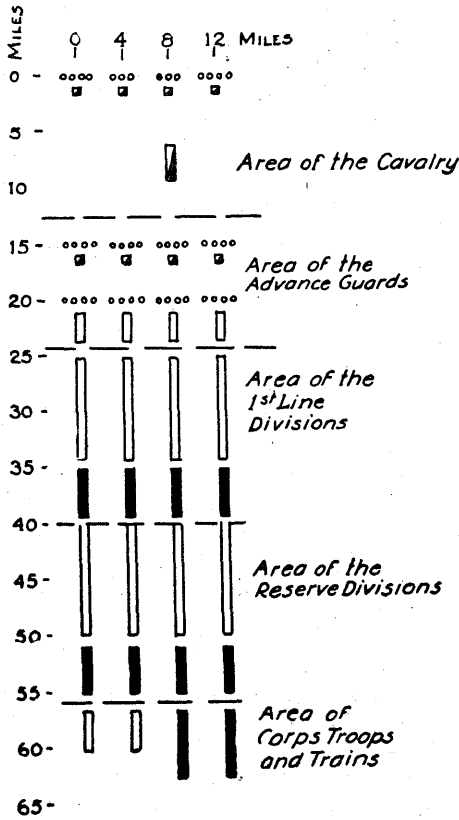 MILES
0 4 8 12 MILES
0
5
Area of the Cavalry
10
15
Area of the
Advance Guards
20
25
Area of the
1st Line
Divisions
30
35
40
Area of the
Reserve Divisions
45
50
55
Area of
Corps Troops
and Trains
60
65